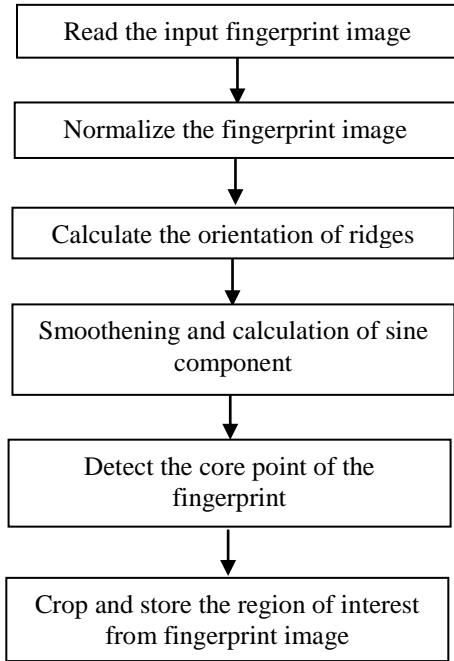 Read the input fingerprint image
Normalize the fingerprint image
Calculate the orientation of ridges
Smoothening and calculation of sine
component
Detect the core point of the
fingerprint
Crop and store the region of interest
from fingerprint image